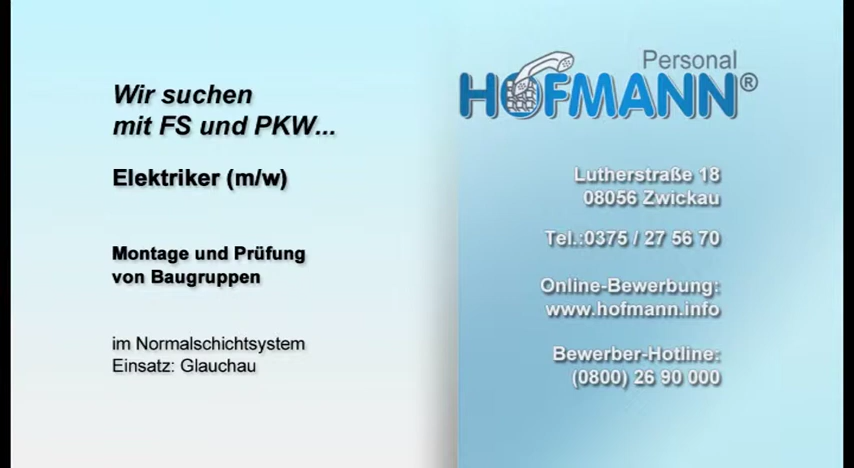 Wir suchen
mit FS und PKW...
Elektriker (m/w)
Montage und Prüfung
von Baugruppen
im Normalschichtsystem
Einsatz: Glauchau
Personal
HOFMANN®
Lutherstraße 18
08056 Zwickau
Tel.:0375 / 27 56 70
Online-Bewerbung:
www.hofmann.info
Bewerber-Hotline:
(0800) 26 90 000